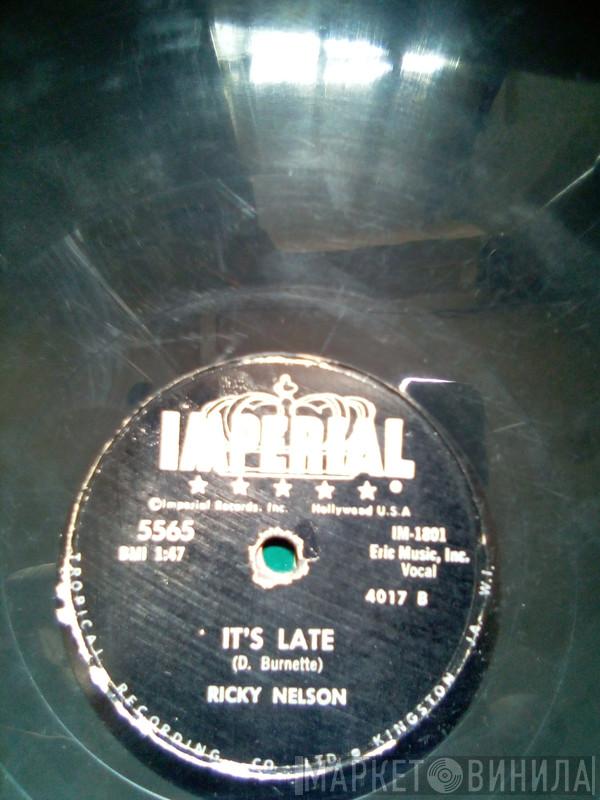 IMPERIAL
©Imperial Records, Inc. Hollywood U.S.A
5565
BMI 1:47
IM-1801
Eric Music, Inc.
Vocal
4017 B
IT'S LATE
(D. Burnette)
RICKY NELSON
TROPICAL RECORDING CO. LTD. KINGSTON JA. W.I.
МАРКЕТ ВИНИЛА